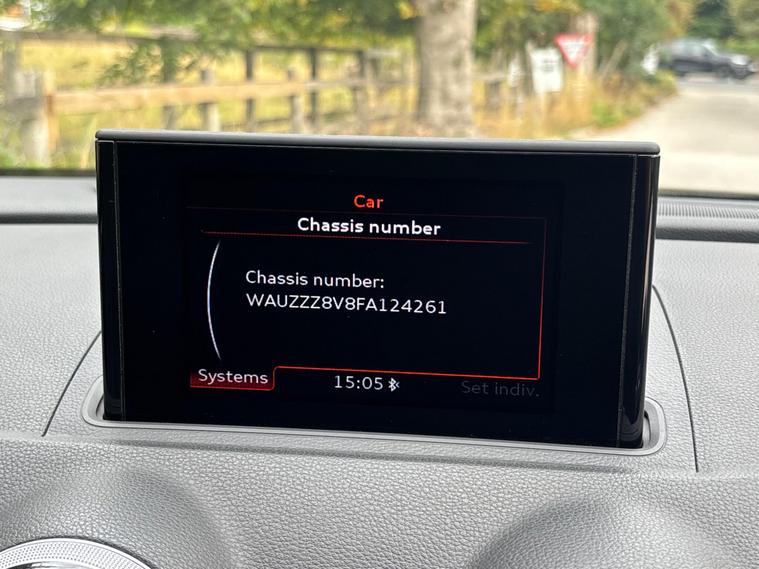 Car
Chassis number
Chassis number:
WAUZZZ8V8FA124261
Systems
15:05
Set indiv.